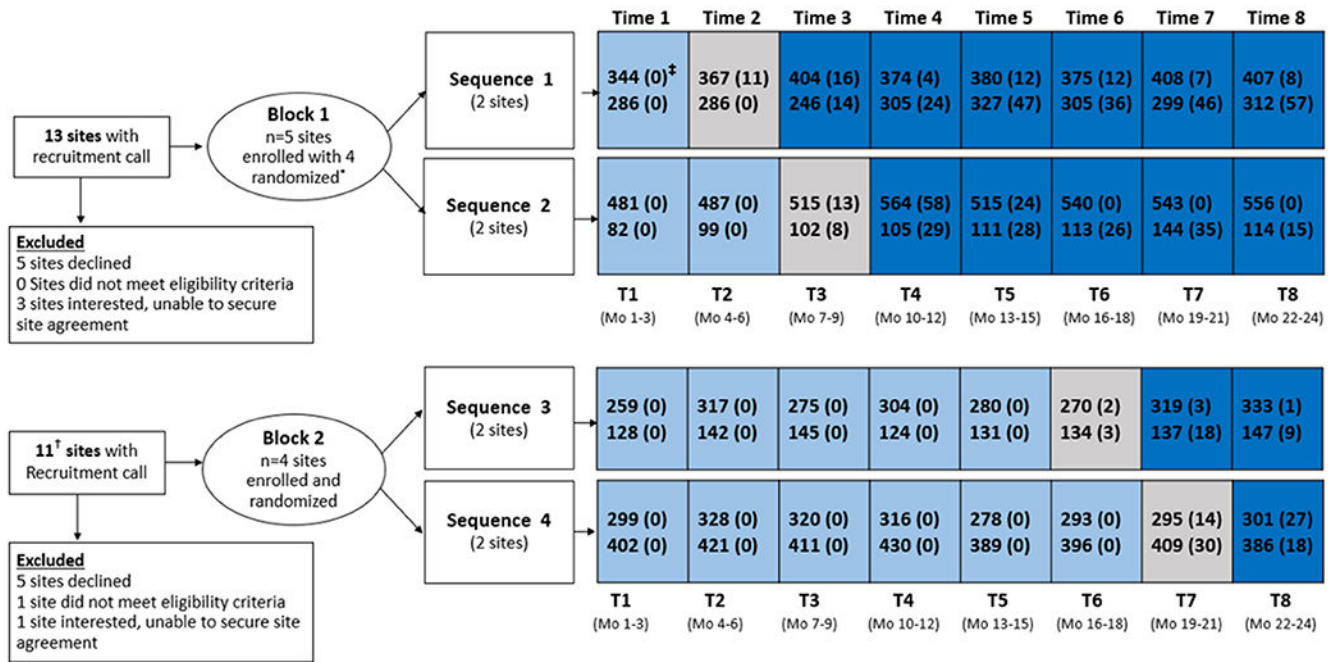 Time 1 Time 2 Time 3 Time 4 Time 5 Time 6 Time 7 Time 8
13 sites with
recruitment call
Block 1
n=5 sites
enrolled with 4
randomized*
Sequence 1
(2 sites)
344 (0)‡ 367 (11) 404 (16) 374 (4) 380 (12) 375 (12) 408 (7) 407 (8)
286 (0) 286 (0) 246 (14) 305 (24) 327 (47) 305 (36) 299 (46) 312 (57)
Sequence 2
(2 sites)
481 (0) 487 (0) 515 (13) 564 (58) 515 (24) 540 (0) 543 (0) 556 (0)
82 (0) 99 (0) 102 (8) 105 (29) 111 (28) 113 (26) 144 (35) 114 (15)
Excluded
5 sites declined
0 Sites did not meet eligibility criteria
3 sites interested, unable to secure
site agreement
T1 T2 T3 T4 T5 T6 T7 T8
(Mo 1-3) (Mo 4-6) (Mo 7-9) (Mo 10-12) (Mo 13-15) (Mo 16-18) (Mo 19-21) (Mo 22-24)
11† sites with
Recruitment call
Block 2
n=4 sites
enrolled and
randomized
Sequence 3
(2 sites)
259 (0) 317 (0) 275 (0) 304 (0) 280 (0) 270 (2) 319 (3) 333 (1)
128 (0) 142 (0) 145 (0) 124 (0) 131 (0) 134 (3) 137 (18) 147 (9)
Sequence 4
(2 sites)
299 (0) 328 (0) 320 (0) 316 (0) 278 (0) 293 (0) 295 (14) 301 (27)
402 (0) 421 (0) 411 (0) 430 (0) 389 (0) 396 (0) 409 (30) 386 (18)
Excluded
5 sites declined
1 site did not meet eligibility criteria
1 site interested, unable to secure site
agreement
T1 T2 T3 T4 T5 T6 T7 T8
(Mo 1-3) (Mo 4-6) (Mo 7-9) (Mo 10-12) (Mo 13-15) (Mo 16-18) (Mo 19-21) (Mo 22-24)